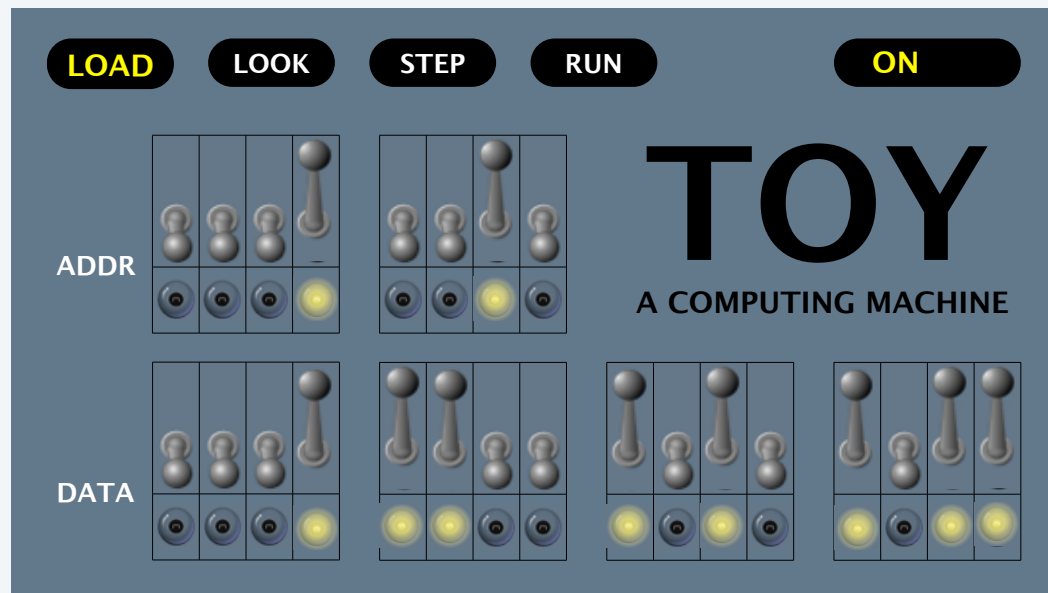 LOAD LOOK STEP RUN ON
TOY
ADDR
A COMPUTING MACHINE
DATA